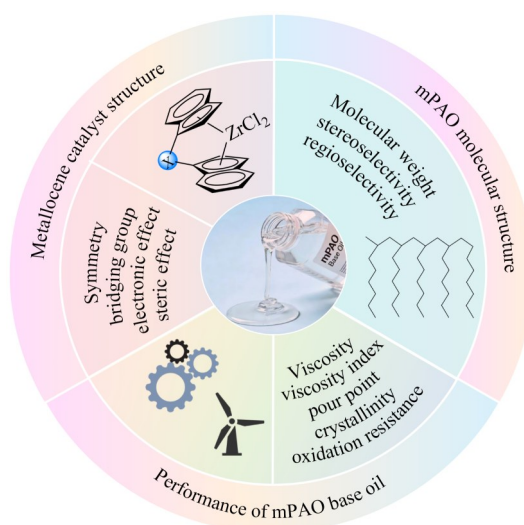 Metallocene catalyst structure
mPAO molecular structure
Performance of mPAO base oil
X
ZrCl2
Molecular weight
stereoselectivity
regioselectivity
Symmetry
bridging group
electronic effect
steric effect
mPAO
Base Oil
Viscosity
viscosity index
pour point
crystallinity
oxidation resistance